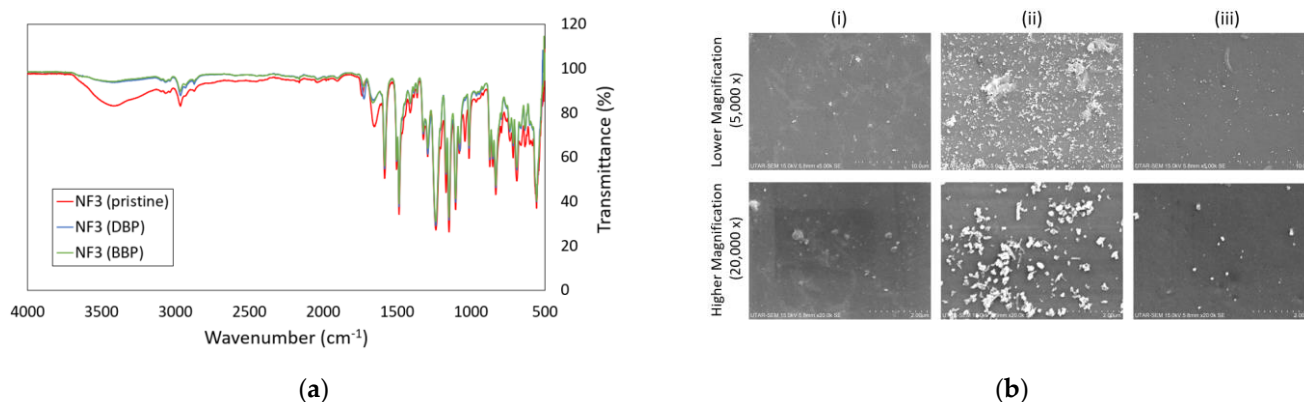 120
100
80
60
40
20
0
Transmittance (%)
4000 3500 3000 2500 2000 1500 1000 500
Wavenumber (cm⁻¹)
NF3 (pristine)
NF3 (DBP)
NF3 (BBP)
(a)
(i) (ii) (iii)
Lower Magnification
(5,000 x)
Higher Magnification
(20,000 x)
(b)